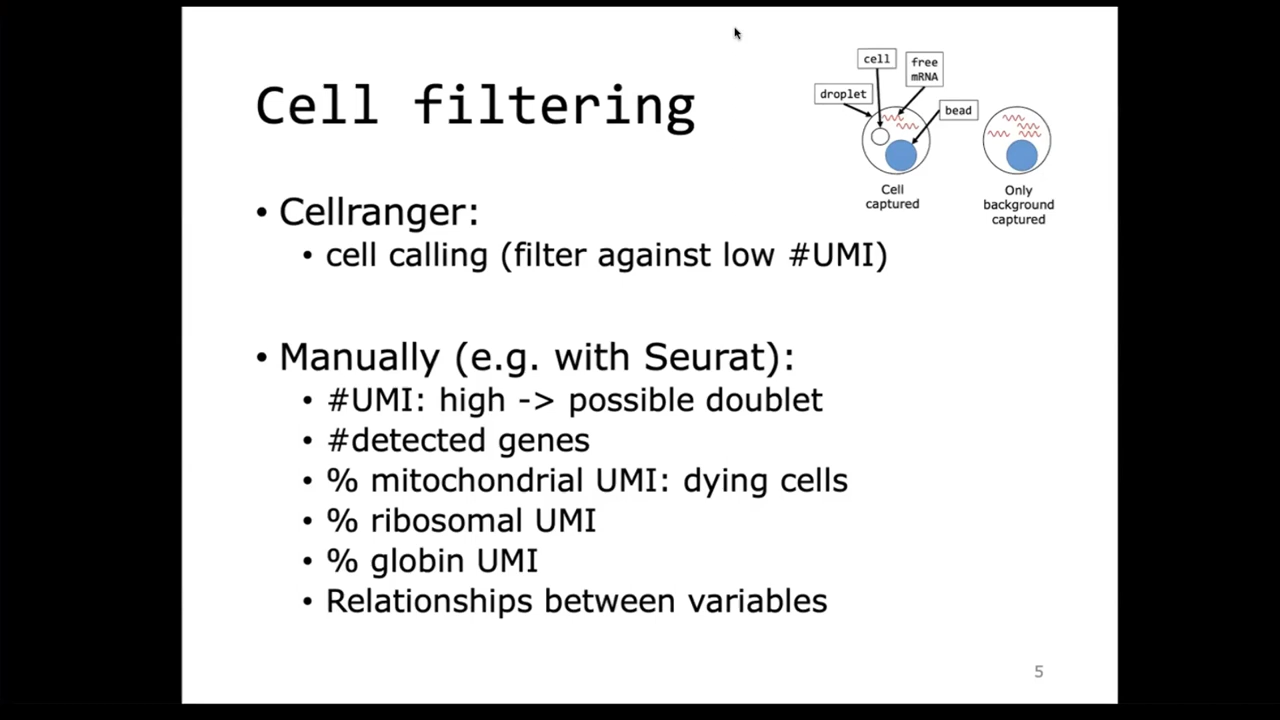 Cell filtering
cell
free
mRNA
droplet
bead
Cell
captured
Only
background
captured
• Cellranger:
• cell calling (filter against low #UMI)
• Manually (e.g. with Seurat):
• #UMI: high -> possible doublet
• #detected genes
• % mitochondrial UMI: dying cells
• % ribosomal UMI
• % globin UMI
• Relationships between variables
5